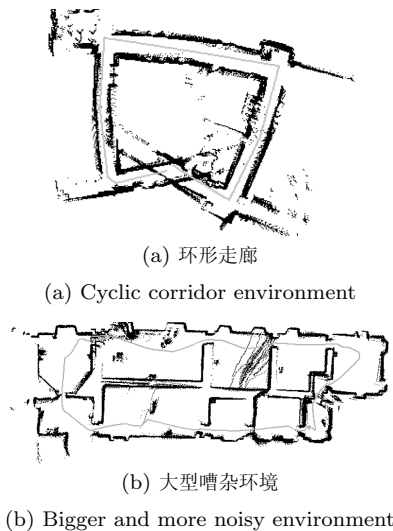 (a) 环形走廊
(a) Cyclic corridor environment
(b) 大型嘈杂环境
(b) Bigger and more noisy environment